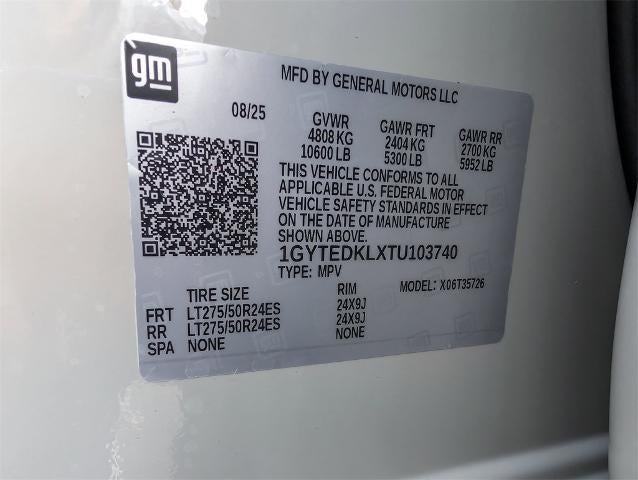 gm
MFD BY GENERAL MOTORS LLC
08/25
GVWR
4808 KG
10600 LB
GAWR FRT
2404 KG
5300 LB
GAWR RR
2700 KG
5952 LB
THIS VEHICLE CONFORMS TO ALL
APPLICABLE U.S. FEDERAL MOTOR
VEHICLE SAFETY STANDARDS IN EFFECT
ON THE DATE OF MANUFACTURE
SHOWN ABOVE.
1GYTEDKLXTU103740
TYPE: MPV
MODEL: X06T35726
TIRE SIZE RIM
FRT LT275/50R24ES 24X9J
RR LT275/50R24ES 24X9J
SPA NONE NONE